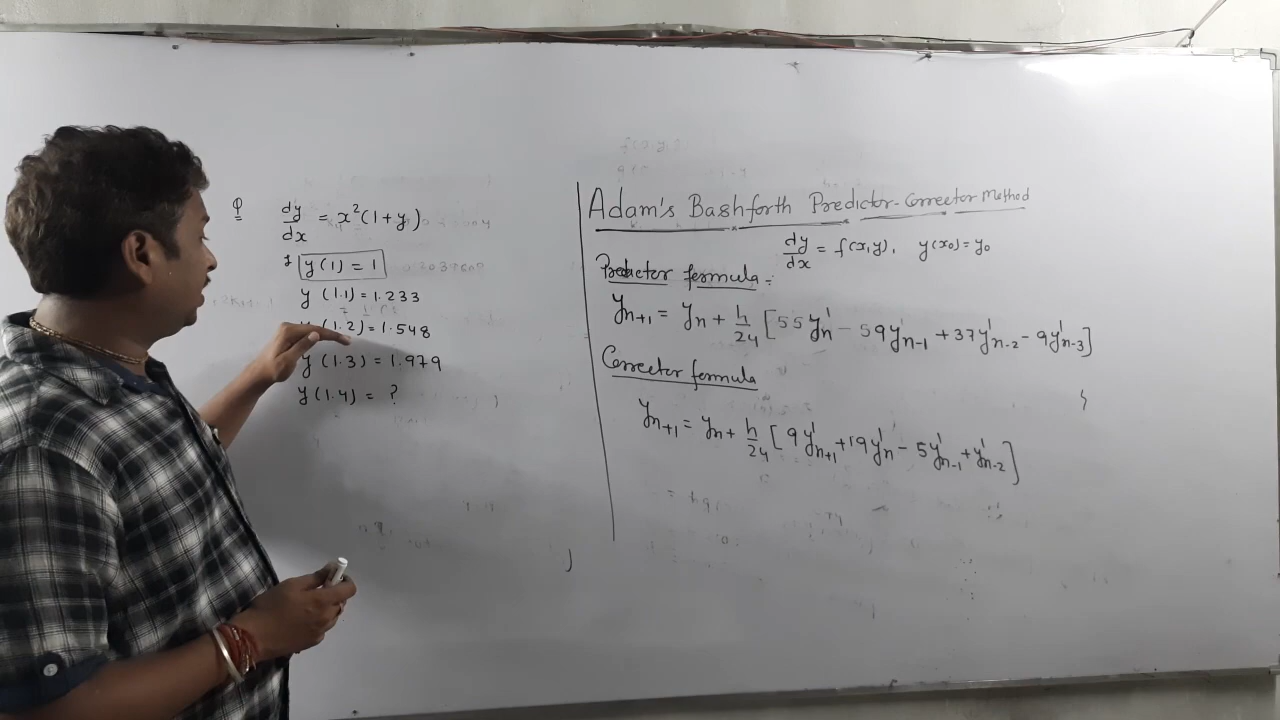 Q dy/dx = x²(1+y)
& y(1) = 1
y (1.1) = 1.233
(1.2) = 1.548
y (1.3) = 1.979
y (1.4) = ?
Adam's Bashforth Predictor-Corrector Method
dy/dx = f(x,y), y(x₀) = y₀
Predictor formula :
yₙ₊₁ = yₙ + h/24 [55y'ₙ - 59y'ₙ₋₁ + 37y'ₙ₋₂ - 9y'ₙ₋₃]
Corrector formula
yₙ₊₁ = yₙ + h/24 [9y'ₙ₊₁ + 19y'ₙ - 5y'ₙ₋₁ + y'ₙ₋₂]